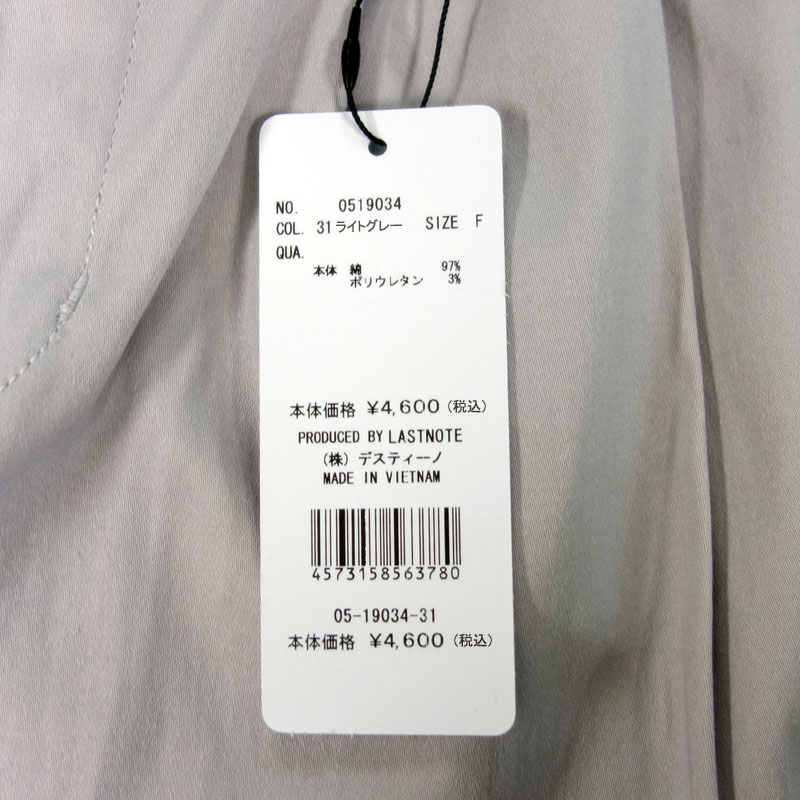 NO. 0519034
COL. 31 ライトグレー SIZE F
QUA.
本体 綿 97%
ポリウレタン 3%
本体価格 ¥4,600 (税込)
PRODUCED BY LASTNOTE
(株) デスティーノ
MADE IN VIETNAM
4573158563780
05-19034-31
本体価格 ¥4,600 (税込)